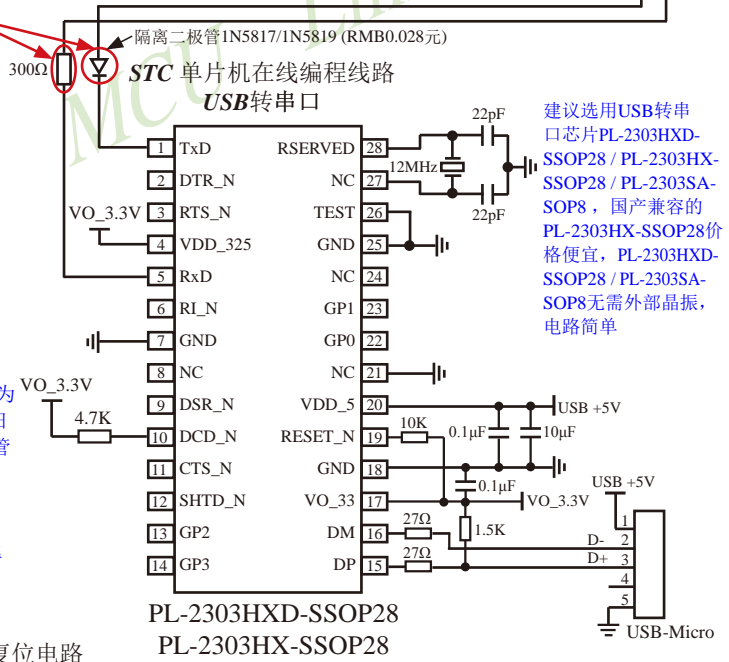 隔离二极管1N5817/1N5819 (RMB0.028元)
300Ω
STC 单片机在线编程线路
USB转串口
MCU Lim
22pF
12MHz
22pF
建议选用USB转串
口芯片PL-2303HXD-
SSOP28 / PL-2303HX-
SSOP28 / PL-2303SA-
SOP8 ，国产兼容的
PL-2303HX-SSOP28价
格便宜，PL-2303HXD-
SSOP28 / PL-2303SA-
SOP8无需外部晶振，
电路简单
1 TxD RSERVED 28
2 DTR_N NC 27
VO_3.3V 3 RTS_N TEST 26
4 VDD_325 GND 25
5 RxD NC 24
6 RI_N GP1 23
7 GND GP0 22
8 NC NC 21
为
VO_3.3V
9 DSR_N VDD_5 20 USB +5V
4.7K
10 DCD_N RESET_N 19 10K 0.1μF 10μF
管
11 CTS_N GND 18
0.1μF
12 SHTD_N VO_33 17 VO_3.3V
13 GP2 DM 16 27Ω 1.5K
14 GP3 DP 15 27Ω
USB +5V
1
D- 2
D+ 3
4
5
USB-Micro
PL-2303HXD-SSOP28
PL-2303HX-SSOP28
复位电路